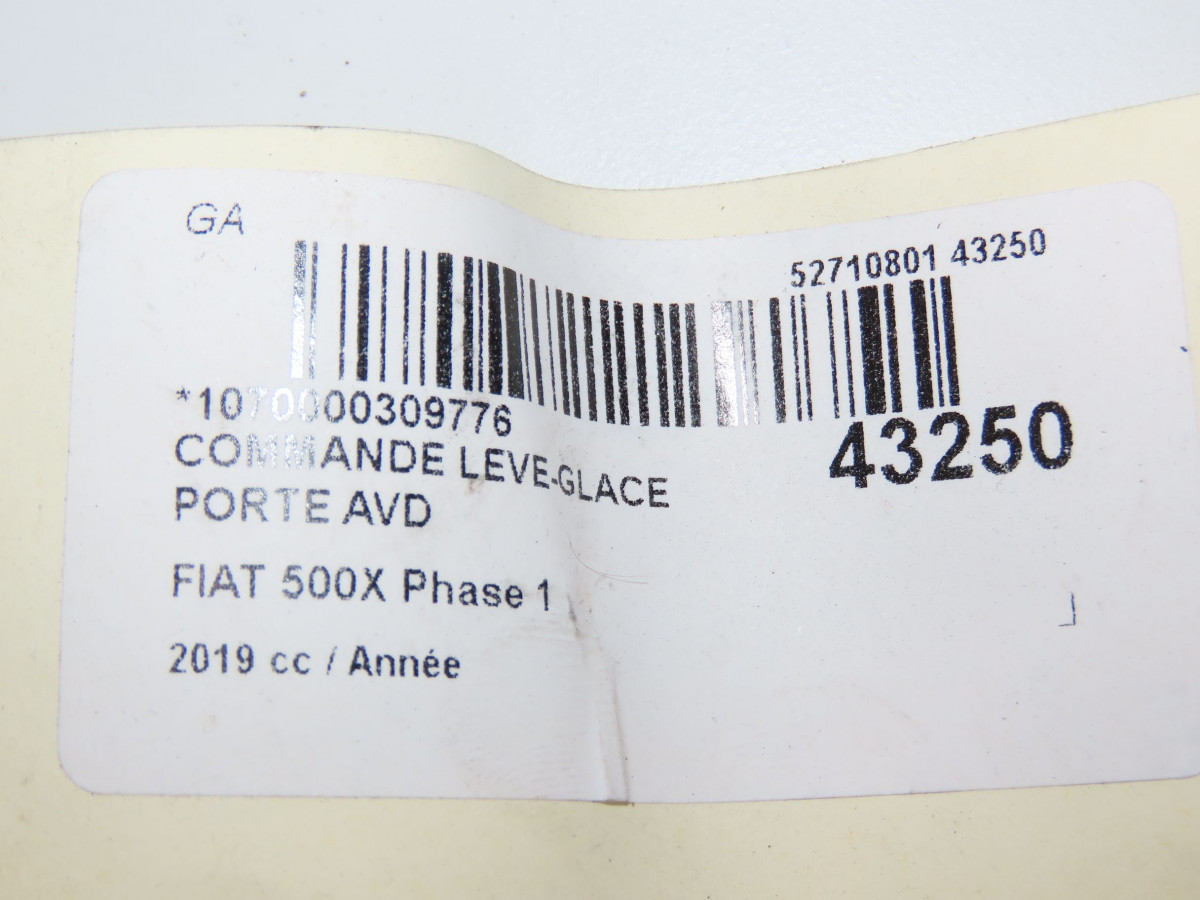 GA
52710801 43250
*1070000309776
43250
COMMANDE LEVE-GLACE
PORTE AVD
FIAT 500X Phase 1
2019 cc / Année